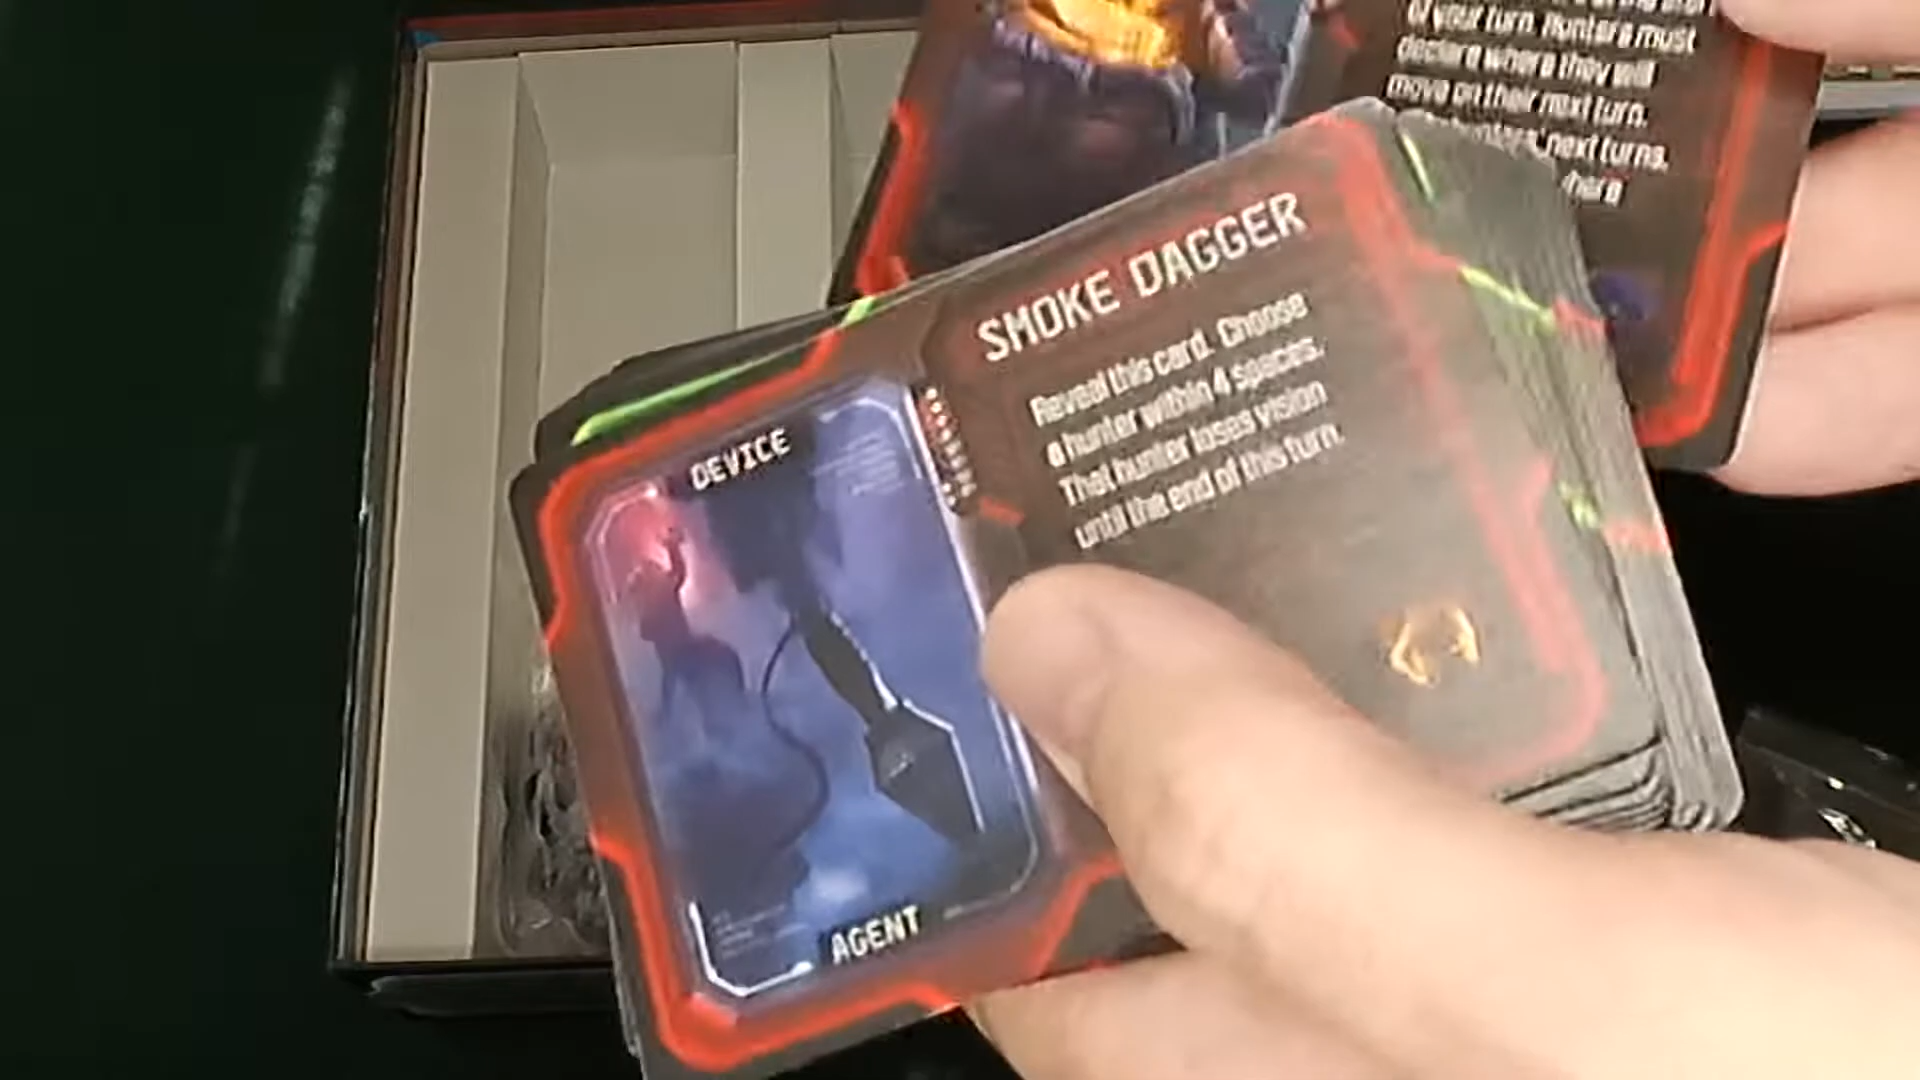 of your turn. Hunters must
declare where they will
move on their next turn.
next turns.
SMOKE DAGGER
Reveal this card. Choose
a hunter within 4 spaces.
That hunter loses vision
until the end of this turn.
DEVICE
AGENT